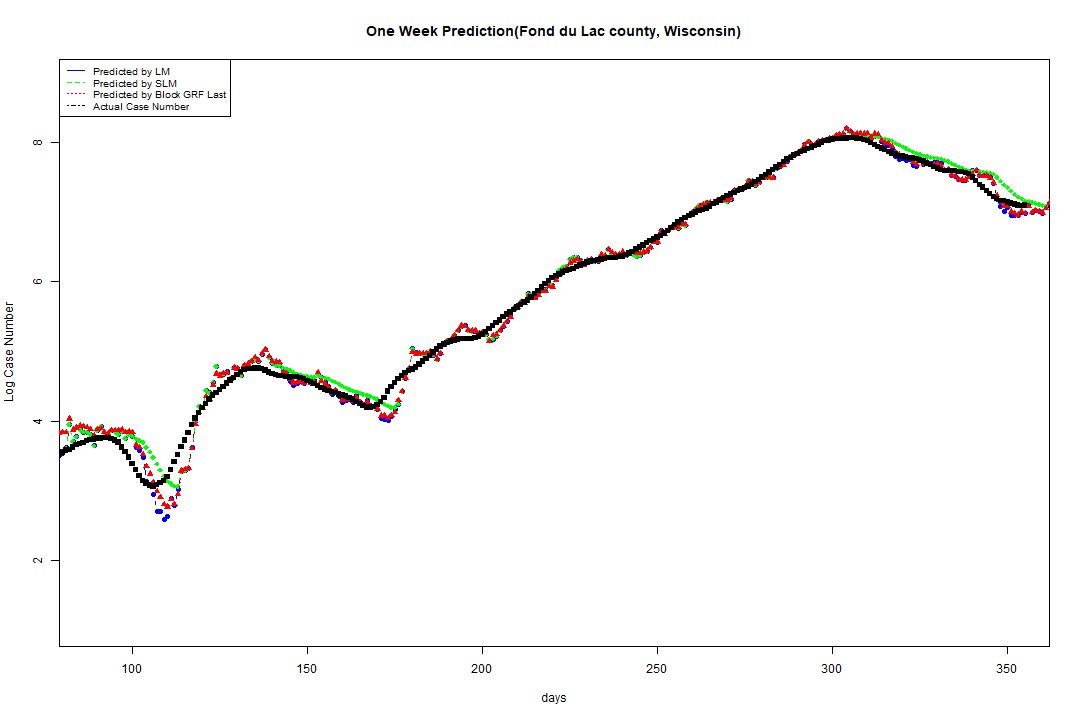 One Week Prediction(Fond du Lac county, Wisconsin)
Predicted by LM
Predicted by SLM
Predicted by Block GRF Last
Actual Case Number
8
6
4
2
Log Case Number
100 150 200 250 300 350
days